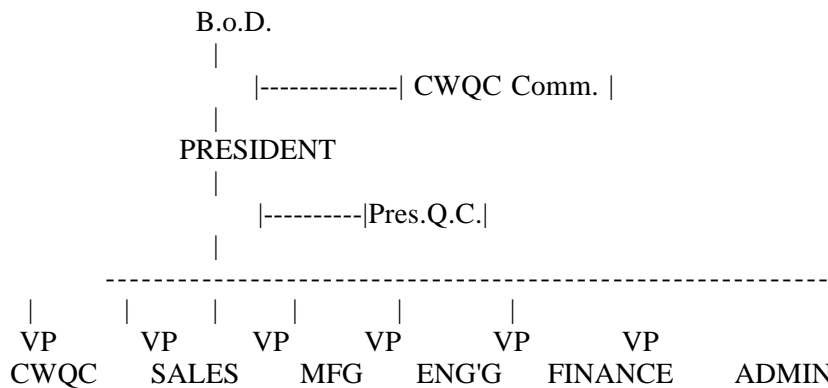 B.o.D.
|
|--------------| CWQC Comm. |
|
PRESIDENT
|
|----------|Pres.Q.C.|
|
--------------------------------------------------------------------------
| | | | | |
VP VP VP VP VP VP
CWQC SALES MFG ENG'G FINANCE ADMIN